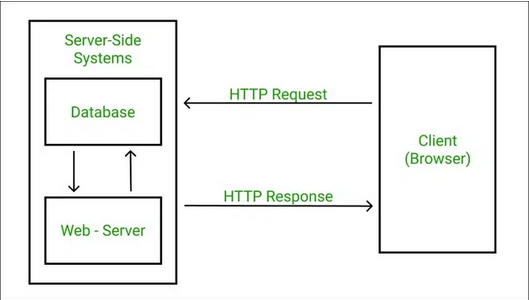 Server-Side
Systems
Database
Web - Server
HTTP Request
HTTP Response
Client
(Browser)